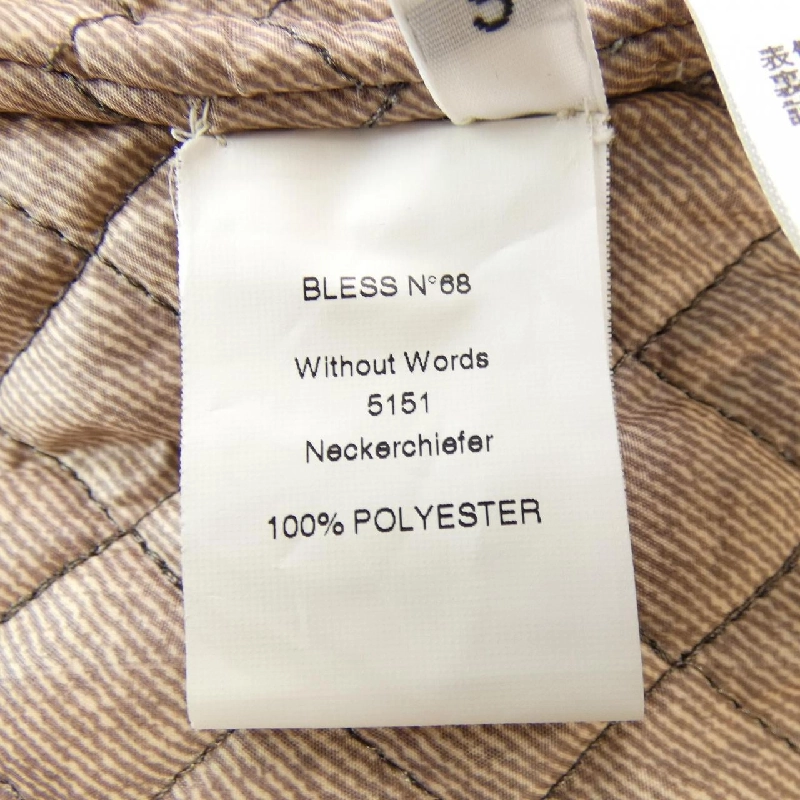 BLESS N°68
Without Words
5151
Neckerchiefer
100% POLYESTER